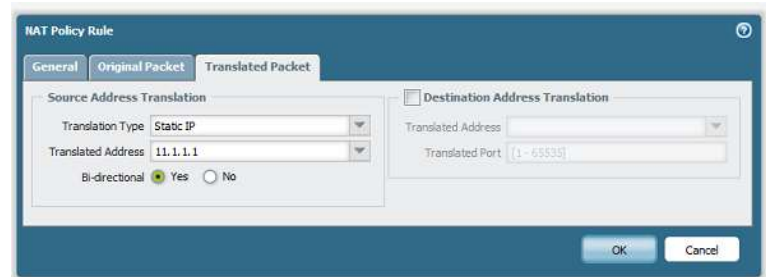 NAT Policy Rule
General Original Packet Translated Packet
Source Address Translation
Translation Type Static IP
Translated Address 11.1.1.1
Bi-directional Yes No
Destination Address Translation
Translated Address
Translated Port [1 - 65535]
OK Cancel